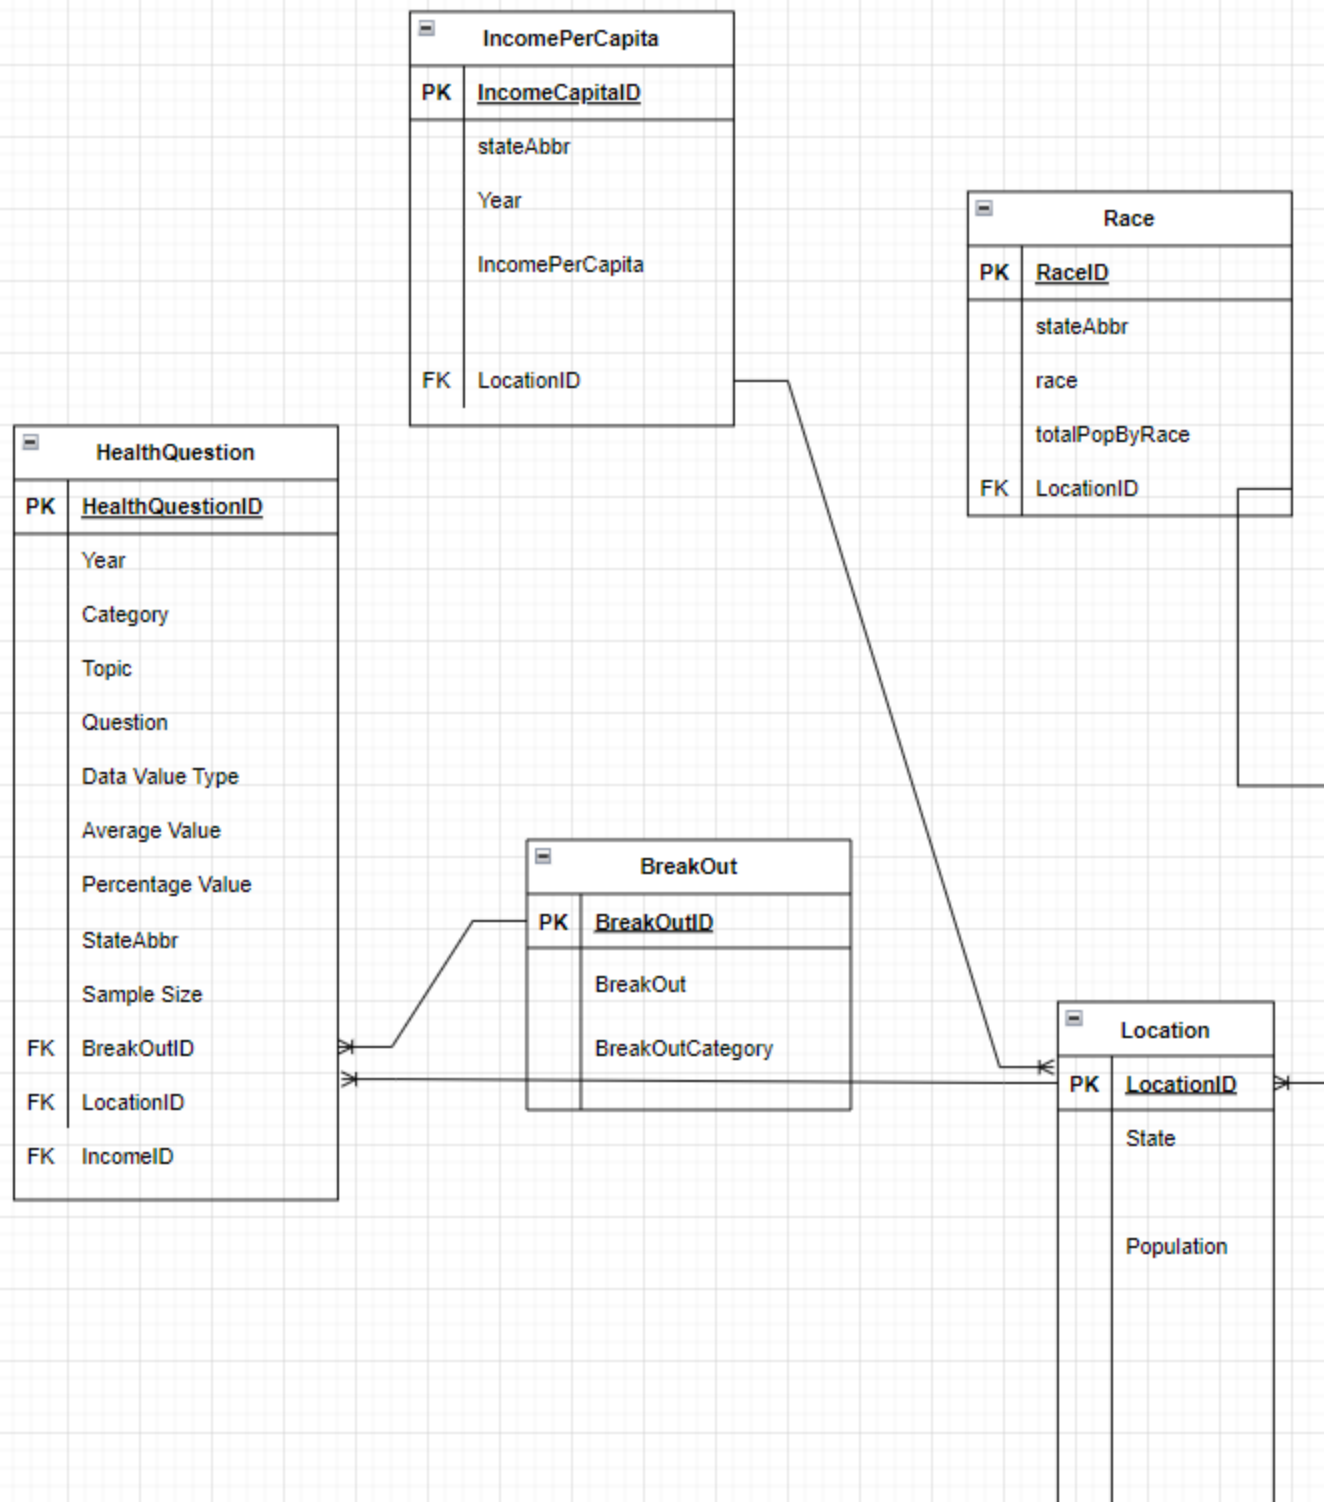 IncomePerCapita
PK IncomeCapitaID
stateAbbr
Year
IncomePerCapita
FK LocationID
Race
PK RaceID
stateAbbr
race
totalPopByRace
FK LocationID
HealthQuestion
PK HealthQuestionID
Year
Category
Topic
Question
Data Value Type
Average Value
Percentage Value
StateAbbr
Sample Size
FK BreakOutID
FK LocationID
FK IncomeID
BreakOut
PK BreakOutID
BreakOut
BreakOutCategory
Location
PK LocationID
State
Population